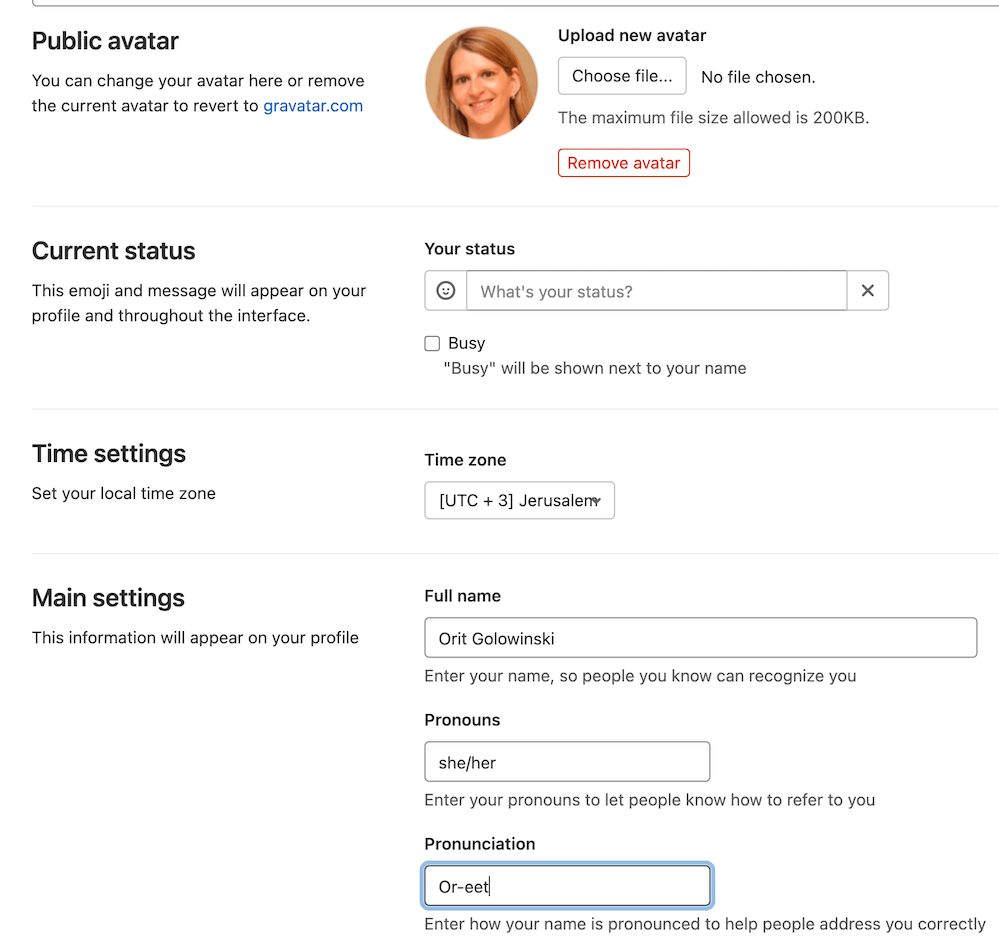 Public avatar
You can change your avatar here or remove
the current avatar to revert to gravatar.com
Upload new avatar
Choose file... No file chosen.
The maximum file size allowed is 200KB.
Remove avatar
Current status
This emoji and message will appear on your
profile and throughout the interface.
Your status
What's your status?
Busy
"Busy" will be shown next to your name
Time settings
Set your local time zone
Time zone
[UTC + 3] Jerusalem
Main settings
This information will appear on your profile
Full name
Orit Golowinski
Enter your name, so people you know can recognize you
Pronouns
she/her
Enter your pronouns to let people know how to refer to you
Pronunciation
Or-eet
Enter how your name is pronounced to help people address you correctly